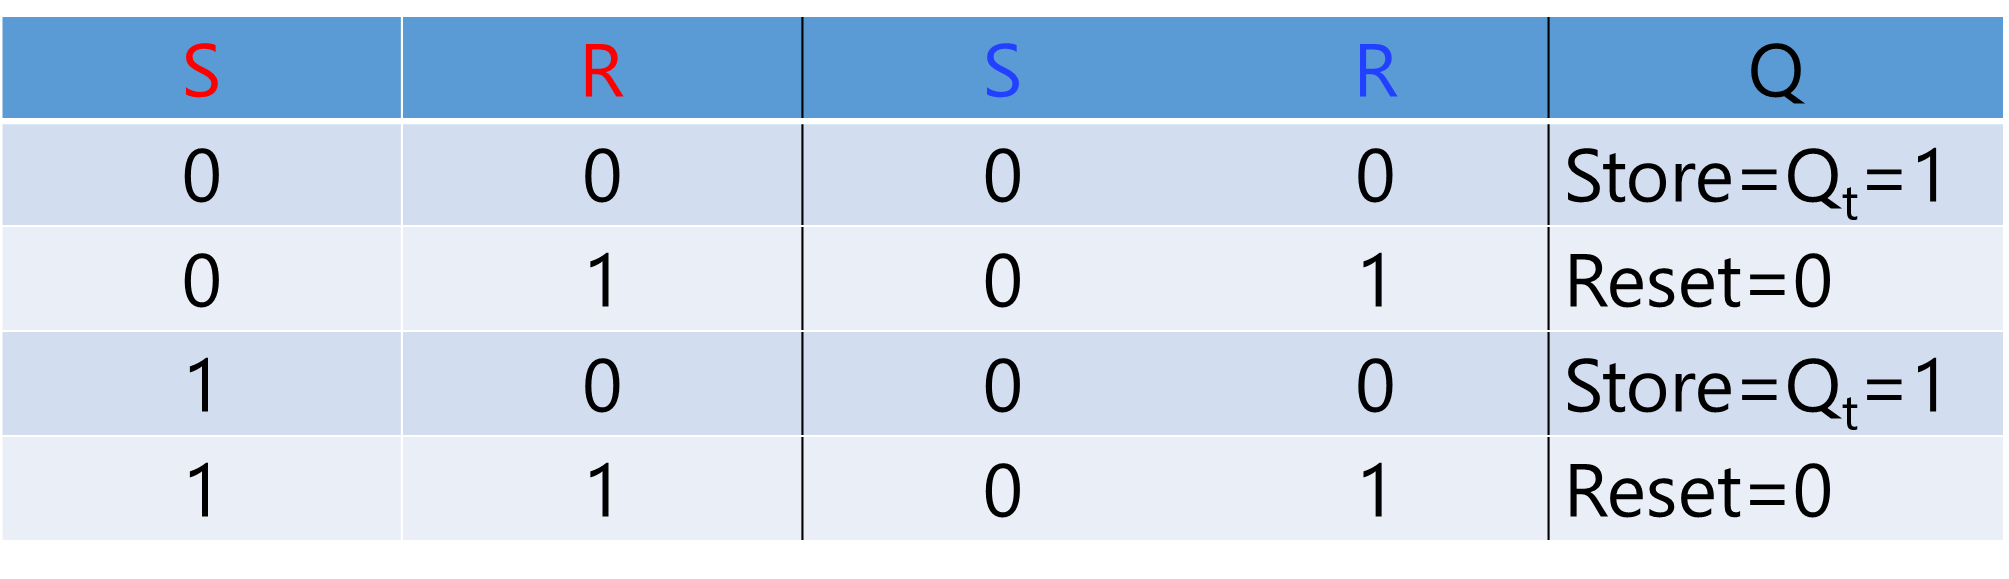 S R S R Q
0 0 0 0 Store=Qt=1
0 1 0 1 Reset=0
1 0 0 0 Store=Qt=1
1 1 0 1 Reset=0